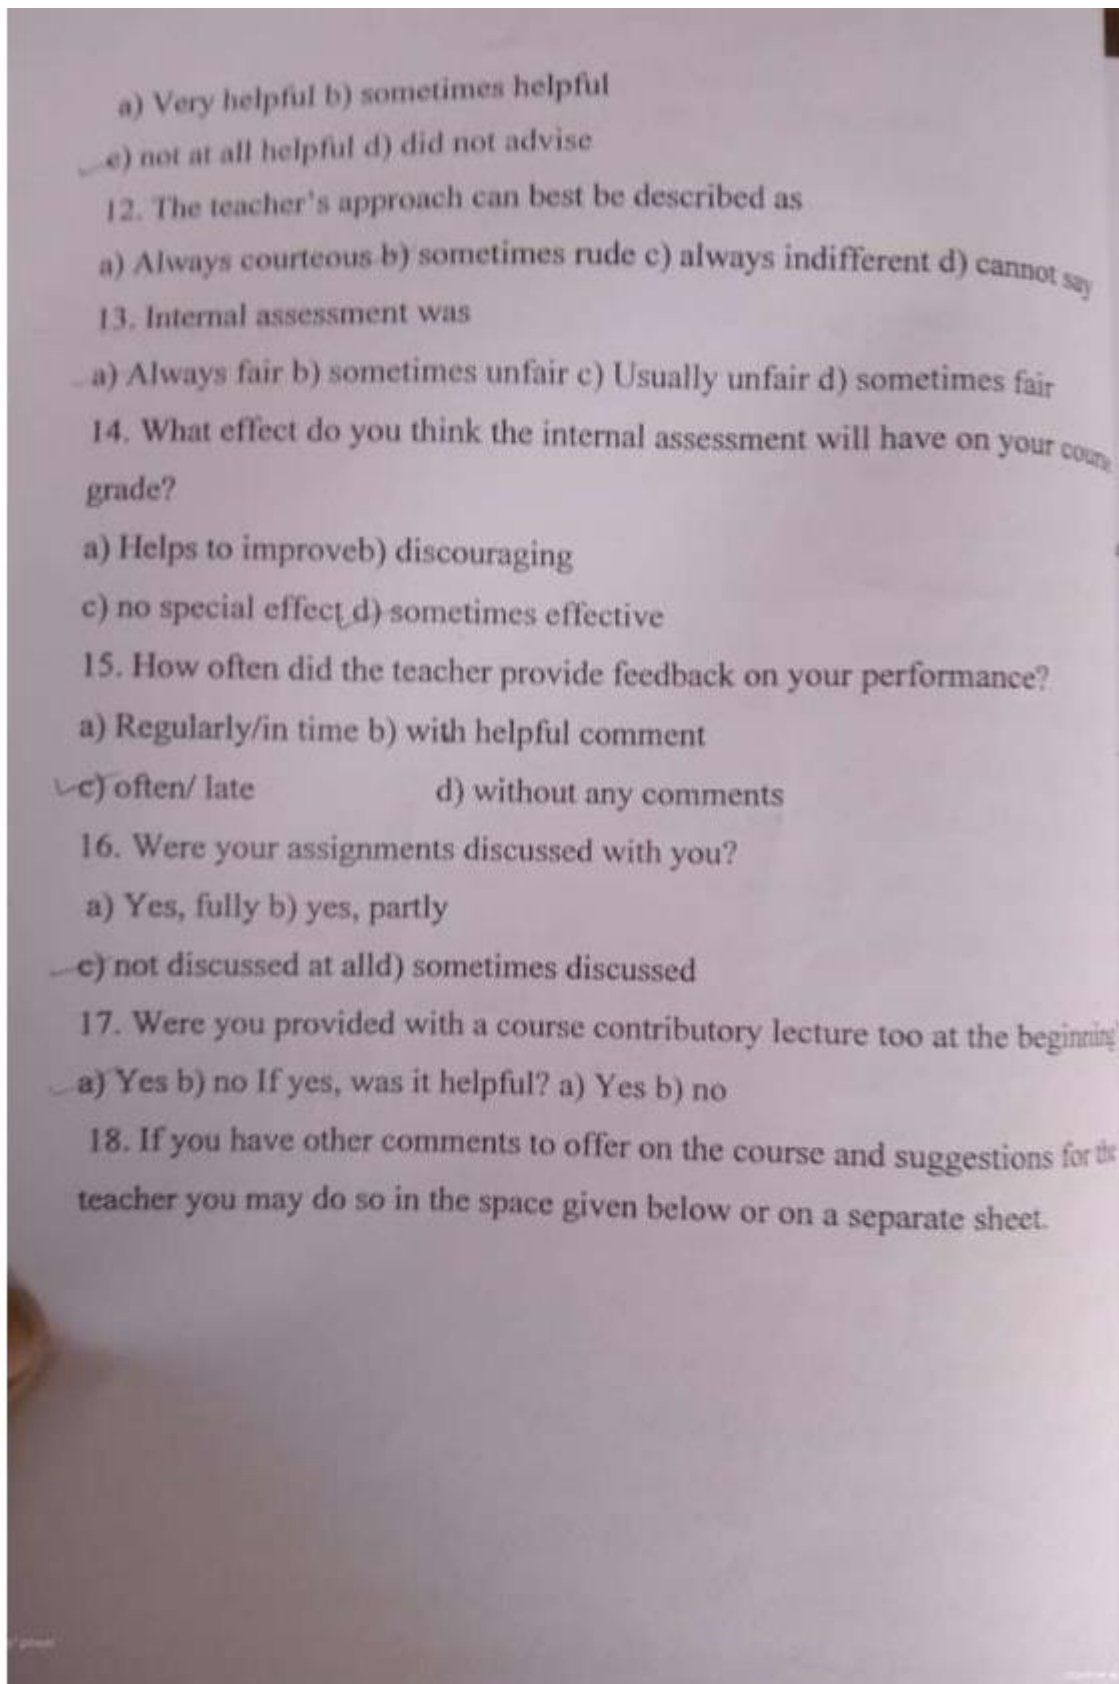 a) Very helpful b) sometimes helpful
c) not at all helpful d) did not advise
12. The teacher's approach can best be described as
a) Always courteous b) sometimes rude c) always indifferent d) cannot say
13. Internal assessment was
a) Always fair b) sometimes unfair c) Usually unfair d) sometimes fair
14. What effect do you think the internal assessment will have on your course
grade?
a) Helps to improveb) discouraging
c) no special effect d) sometimes effective
15. How often did the teacher provide feedback on your performance?
a) Regularly/in time b) with helpful comment
c) often/ late d) without any comments
16. Were your assignments discussed with you?
a) Yes, fully b) yes, partly
c) not discussed at alld) sometimes discussed
17. Were you provided with a course contributory lecture too at the beginning
a) Yes b) no If yes, was it helpful? a) Yes b) no
18. If you have other comments to offer on the course and suggestions for the
teacher you may do so in the space given below or on a separate sheet.